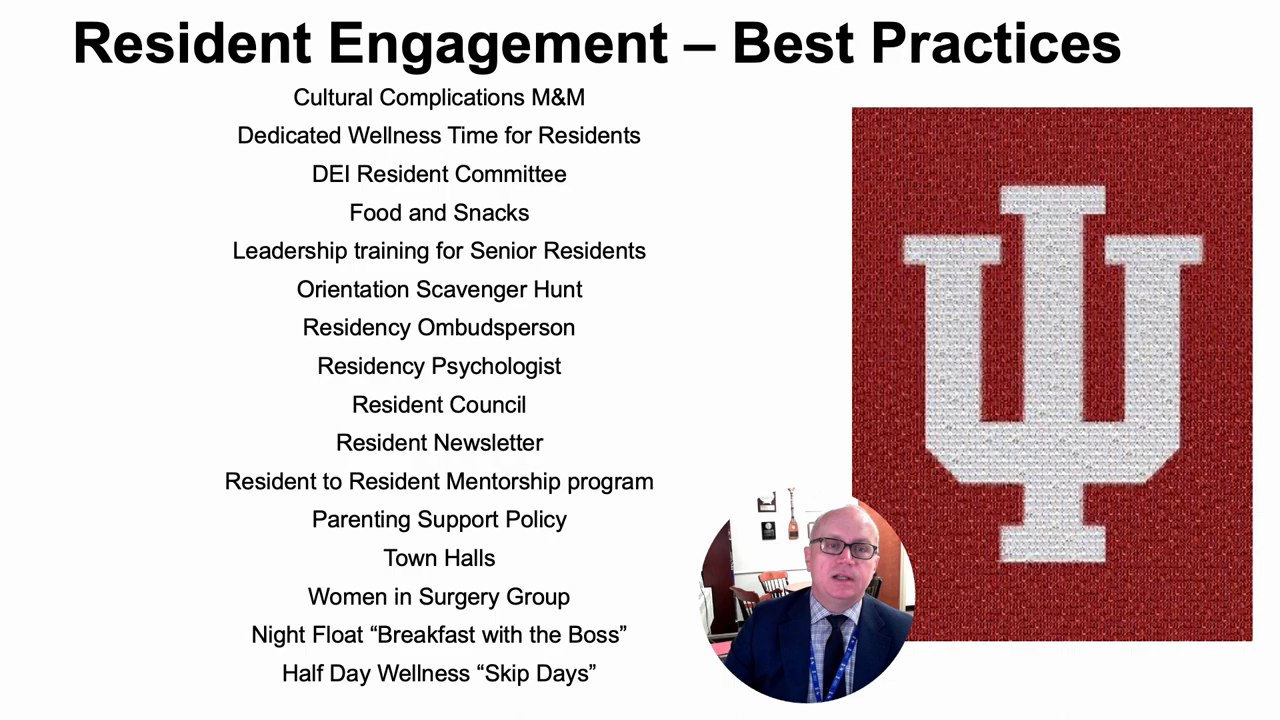 Resident Engagement – Best Practices
Cultural Complications M&M
Dedicated Wellness Time for Residents
DEI Resident Committee
Food and Snacks
Leadership training for Senior Residents
Orientation Scavenger Hunt
Residency Ombudsperson
Residency Psychologist
Resident Council
Resident Newsletter
Resident to Resident Mentorship program
Parenting Support Policy
Town Halls
Women in Surgery Group
Night Float “Breakfast with the Boss”
Half Day Wellness “Skip Days”